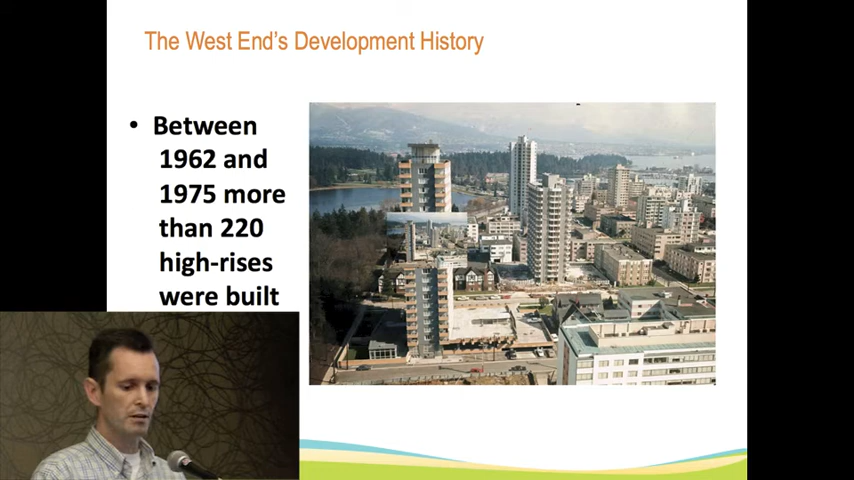 The West End's Development History
• Between
1962 and
1975 more
than 220
high-rises
were built